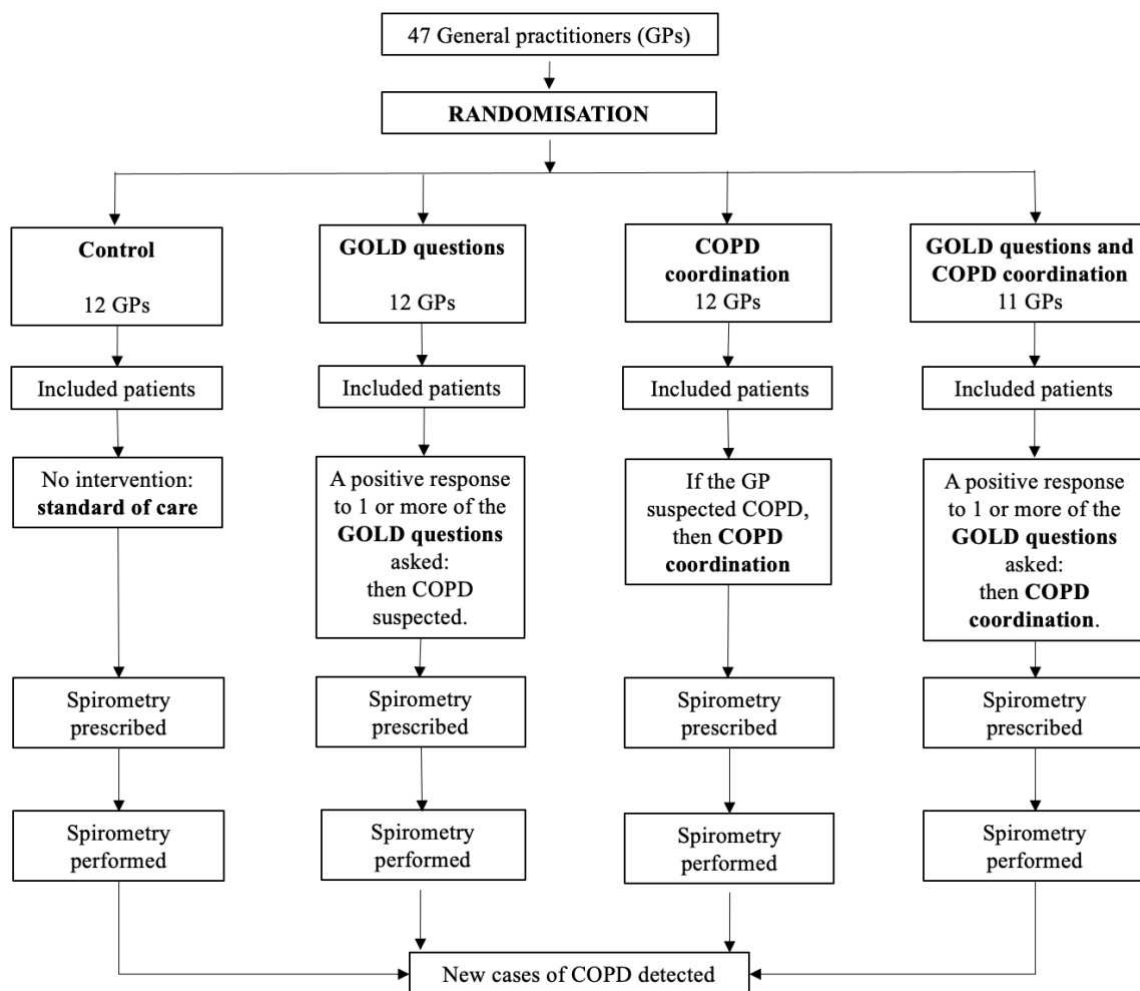 47 General practitioners (GPs)
RANDOMISATION
Control
12 GPs
GOLD questions
12 GPs
COPD
coordination
12 GPs
GOLD questions and
COPD coordination
11 GPs
Included patients
Included patients
Included patients
Included patients
No intervention:
standard of care
A positive response
to 1 or more of the
GOLD questions
asked:
then COPD
suspected.
If the GP
suspected COPD,
then COPD
coordination
A positive response
to 1 or more of the
GOLD questions
asked:
then COPD
coordination.
Spirometry
prescribed
Spirometry
prescribed
Spirometry
prescribed
Spirometry
prescribed
Spirometry
performed
Spirometry
performed
Spirometry
performed
Spirometry
performed
New cases of COPD detected